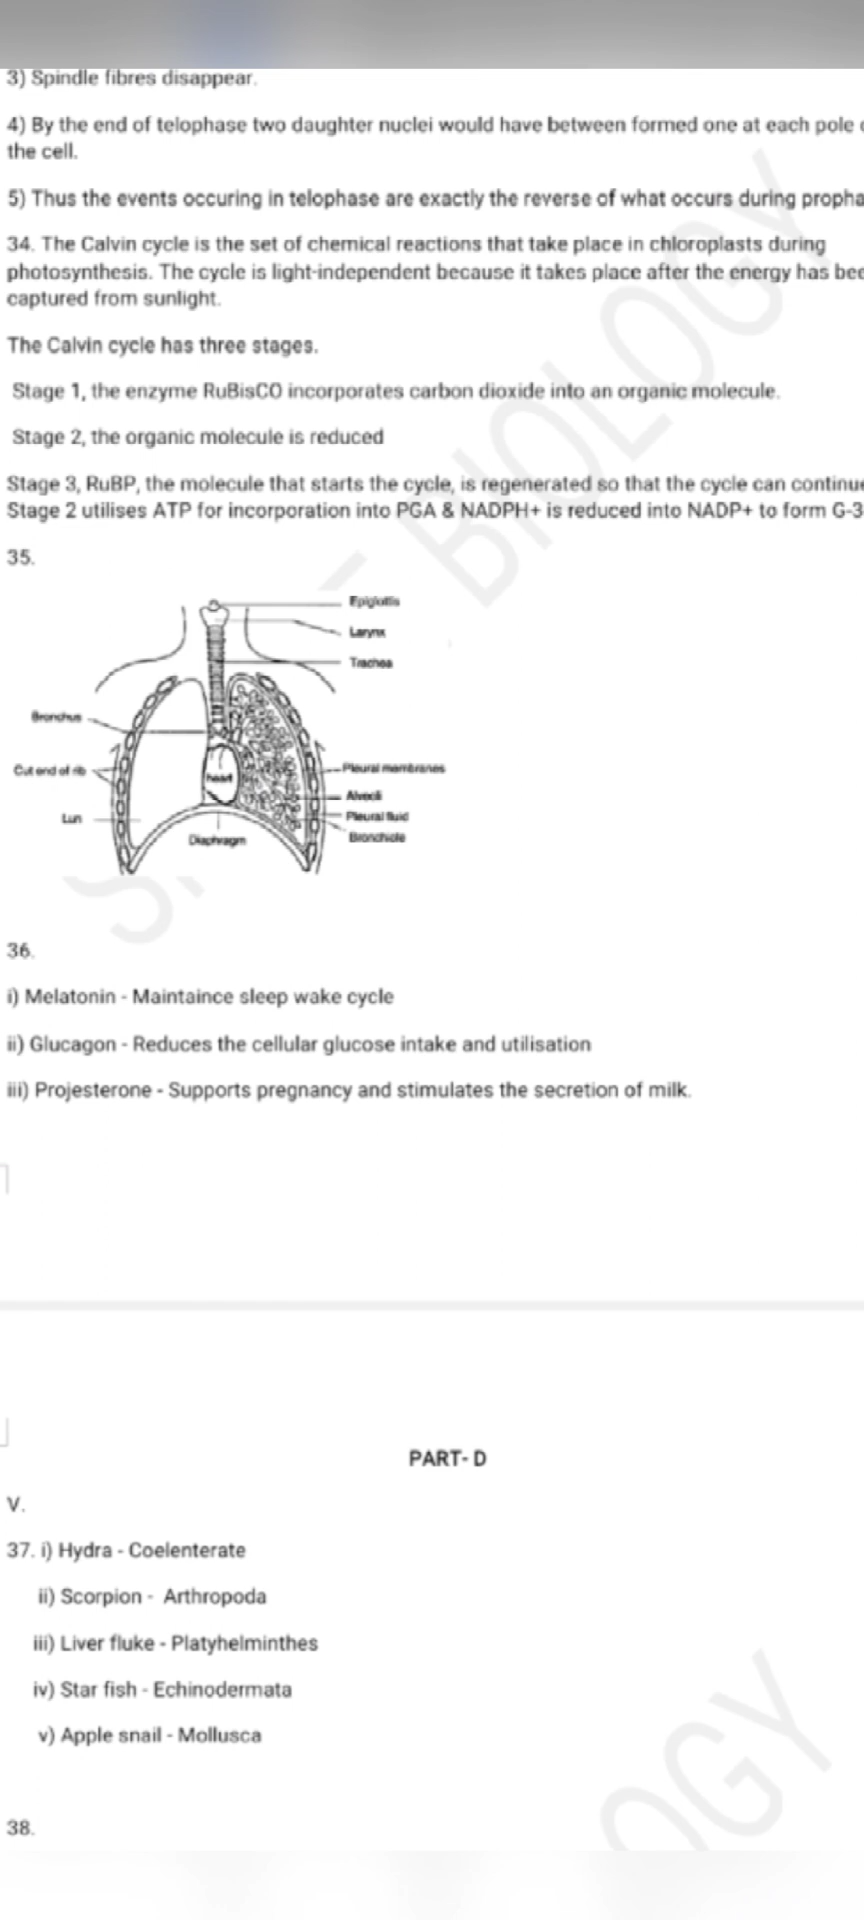 3) Spindle fibres disappear.
4) By the end of telophase two daughter nuclei would have between formed one at each pole
the cell.
5) Thus the events occuring in telophase are exactly the reverse of what occurs during propha
34. The Calvin cycle is the set of chemical reactions that take place in chloroplasts during
photosynthesis. The cycle is light-independent because it takes place after the energy has bee
captured from sunlight.
The Calvin cycle has three stages.
Stage 1, the enzyme RuBisCO incorporates carbon dioxide into an organic molecule.
Stage 2, the organic molecule is reduced
Stage 3, RuBP, the molecule that starts the cycle, is regenerated so that the cycle can continue
Stage 2 utilises ATP for incorporation into PGA & NADPH+ is reduced into NADP+ to form G-3
35.
Epiglottis
Larynx
Trachea
Bronchus
Cut end of rib
Pleural membranes
heart
Alveoli
Lun
Pleural fluid
Diaphragm
Bronchiole
36.
i) Melatonin - Maintaince sleep wake cycle
ii) Glucagon - Reduces the cellular glucose intake and utilisation
iii) Projesterone - Supports pregnancy and stimulates the secretion of milk.
PART- D
V.
37. i) Hydra - Coelenterate
ii) Scorpion - Arthropoda
iii) Liver fluke - Platyhelminthes
iv) Star fish - Echinodermata
v) Apple snail - Mollusca
38.
BIOLOGY
OGY